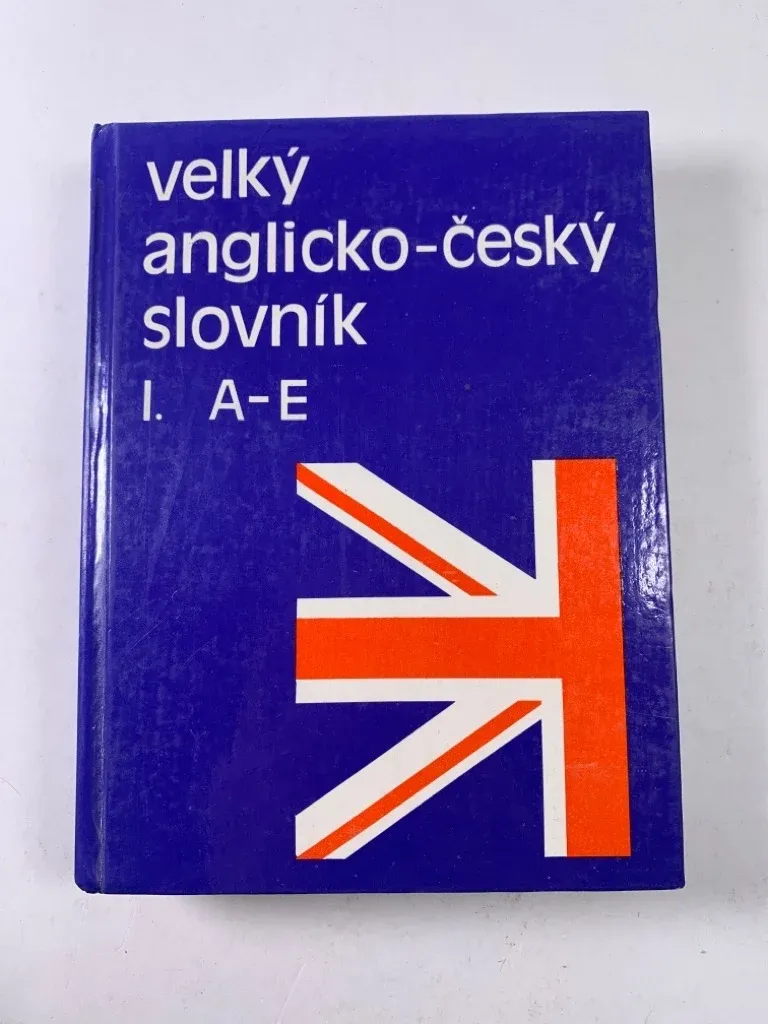 velký
anglicko-český
slovník
I. A-E